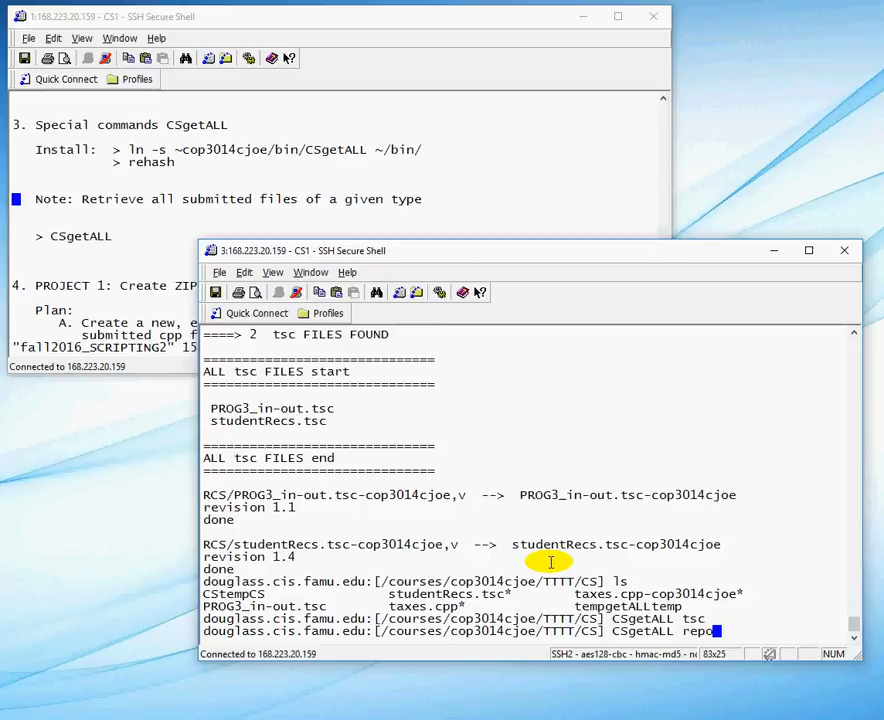 1:168.223.20.159 - CS1 - SSH Secure Shell
File Edit View Window Help
Quick Connect Profiles
3. Special commands CSgetALL
Install: > ln -s ~cop3014cjoe/bin/CSgetALL ~/bin/
> rehash
Note: Retrieve all submitted files of a given type
> CSgetALL
4. PROJECT 1: Create ZIP
Plan:
A. Create a new, e
submitted cpp f
"fall2016_SCRIPTING2" 15
Connected to 168.223.20.159
3:168.223.20.159 - CS1 - SSH Secure Shell
File Edit View Window Help
Quick Connect Profiles
====> 2 tsc FILES FOUND
==============================
ALL tsc FILES start
==============================
PROG3_in-out.tsc
studentRecs.tsc
==============================
ALL tsc FILES end
==============================
RCS/PROG3_in-out.tsc-cop3014cjoe,v --> PROG3_in-out.tsc-cop3014cjoe
revision 1.1
done
RCS/studentRecs.tsc-cop3014cjoe,v --> studentRecs.tsc-cop3014cjoe
revision 1.4
done
douglass.cis.famu.edu:[/courses/cop3014cjoe/TTTT/CS] ls
CStempCS studentRecs.tsc* taxes.cpp-cop3014cjoe*
PROG3_in-out.tsc taxes.cpp* tempgetALLtemp
douglass.cis.famu.edu:[/courses/cop3014cjoe/TTTT/CS] CSgetALL tsc
douglass.cis.famu.edu:[/courses/cop3014cjoe/TTTT/CS] CSgetALL repo
Connected to 168.223.20.159 SSH2 - aes128-cbc - hmac-md5 - 83x25 NUM